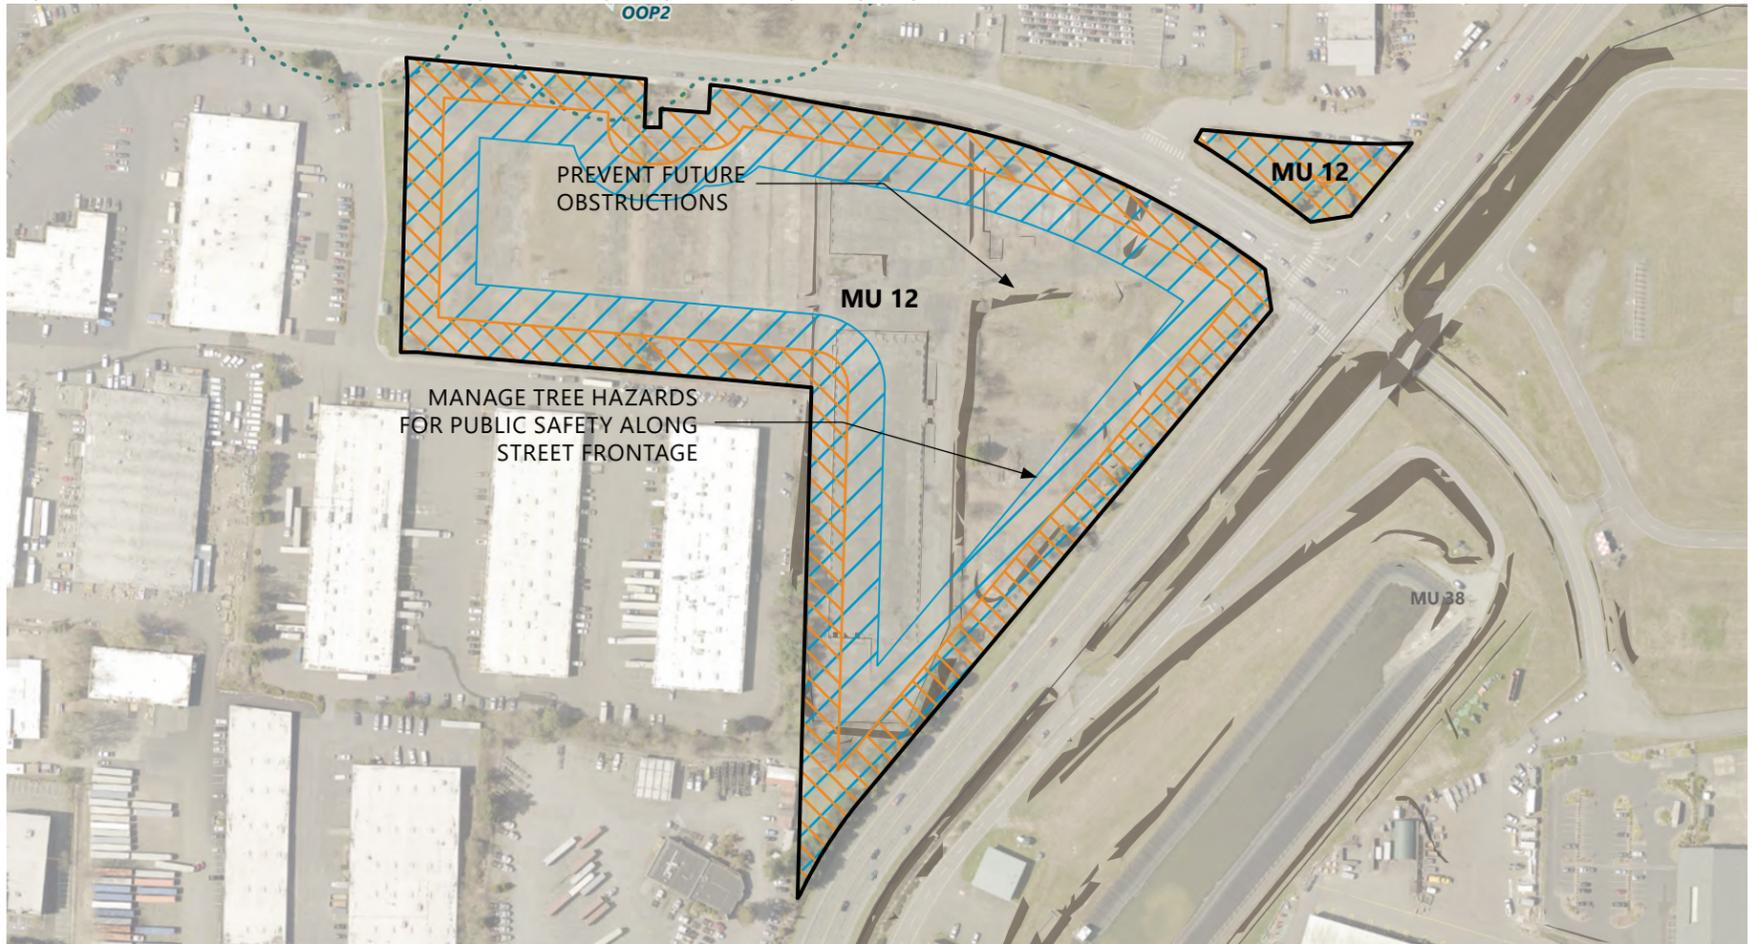 OOP2
MU 12
PREVENT FUTURE
OBSTRUCTIONS
MU 12
MANAGE TREE HAZARDS
FOR PUBLIC SAFETY ALONG
STREET FRONTAGE
MU 38